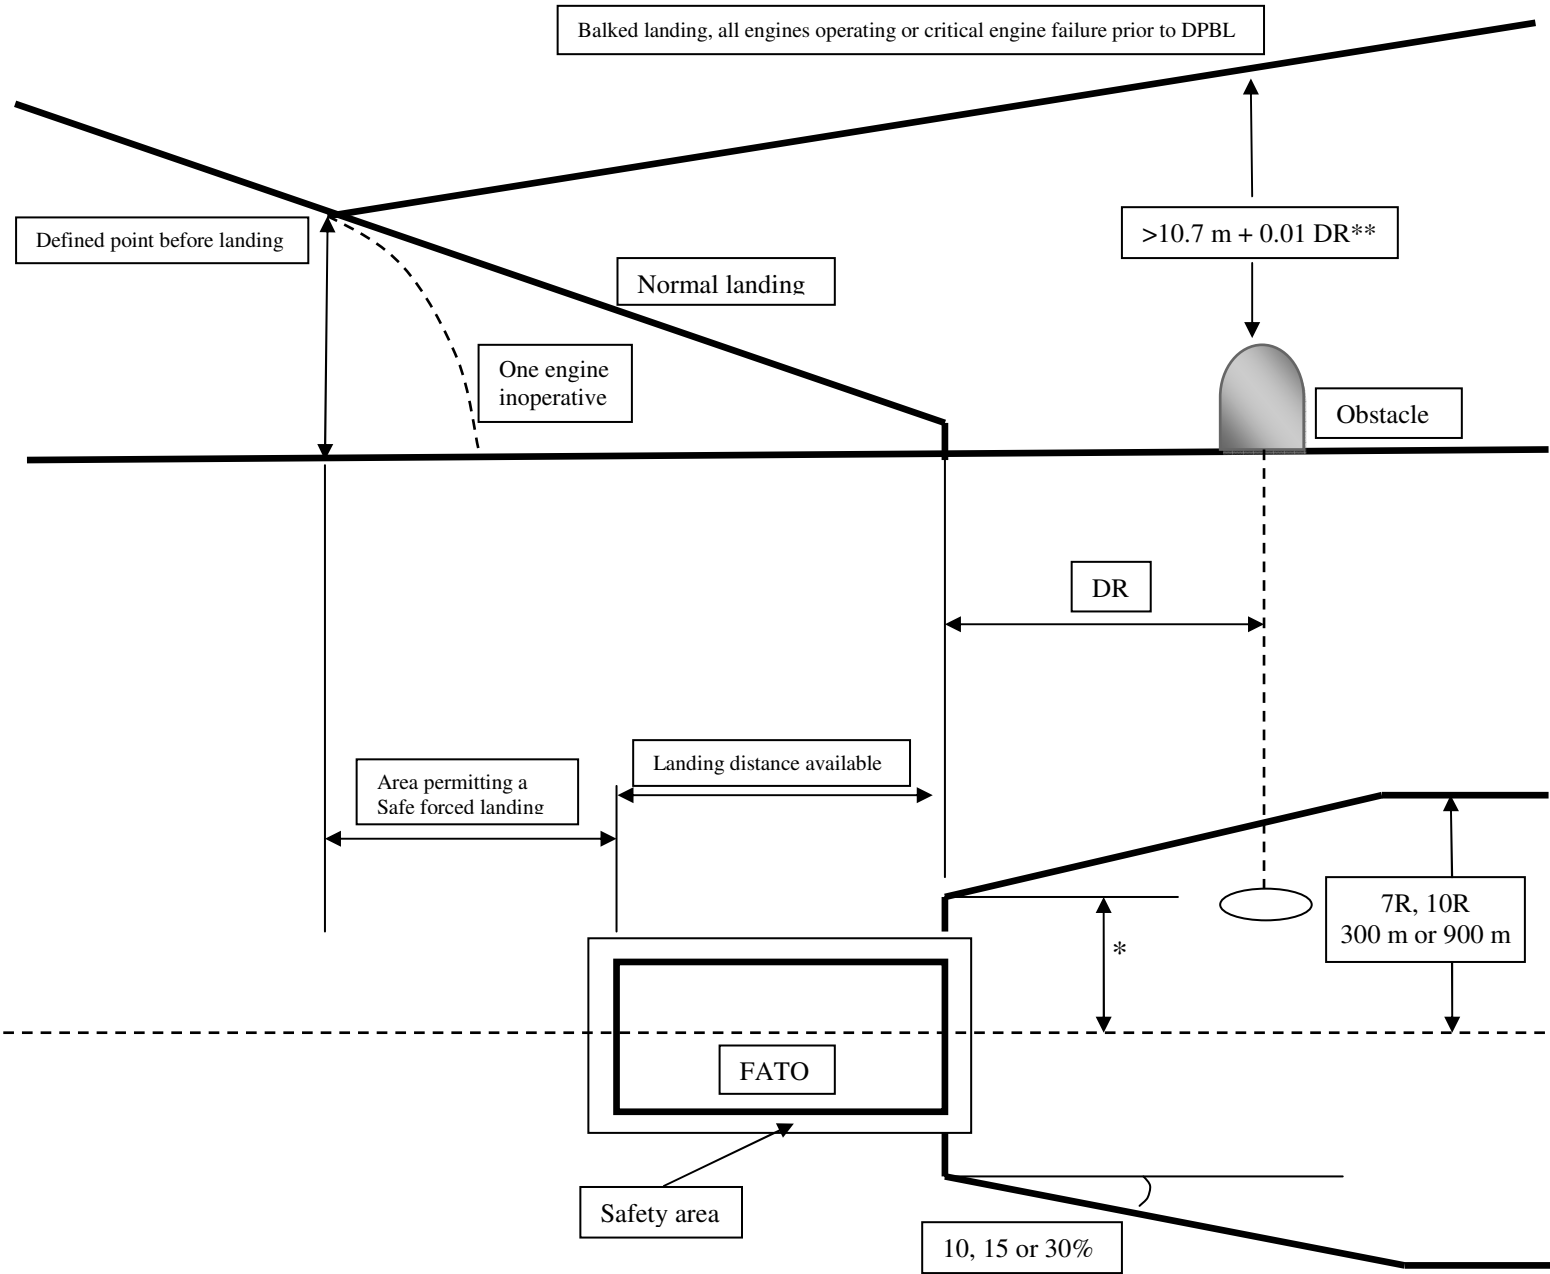 Balked landing, all engines operating or critical engine failure prior to DPBL
Defined point before landing
>10.7 m + 0.01 DR**
Normal landing
One engine
inoperative
Obstacle
DR
Landing distance available
Area permitting a
Safe forced landing
7R, 10R
300 m or 900 m
*
FATO
Safety area
10, 15 or 30%